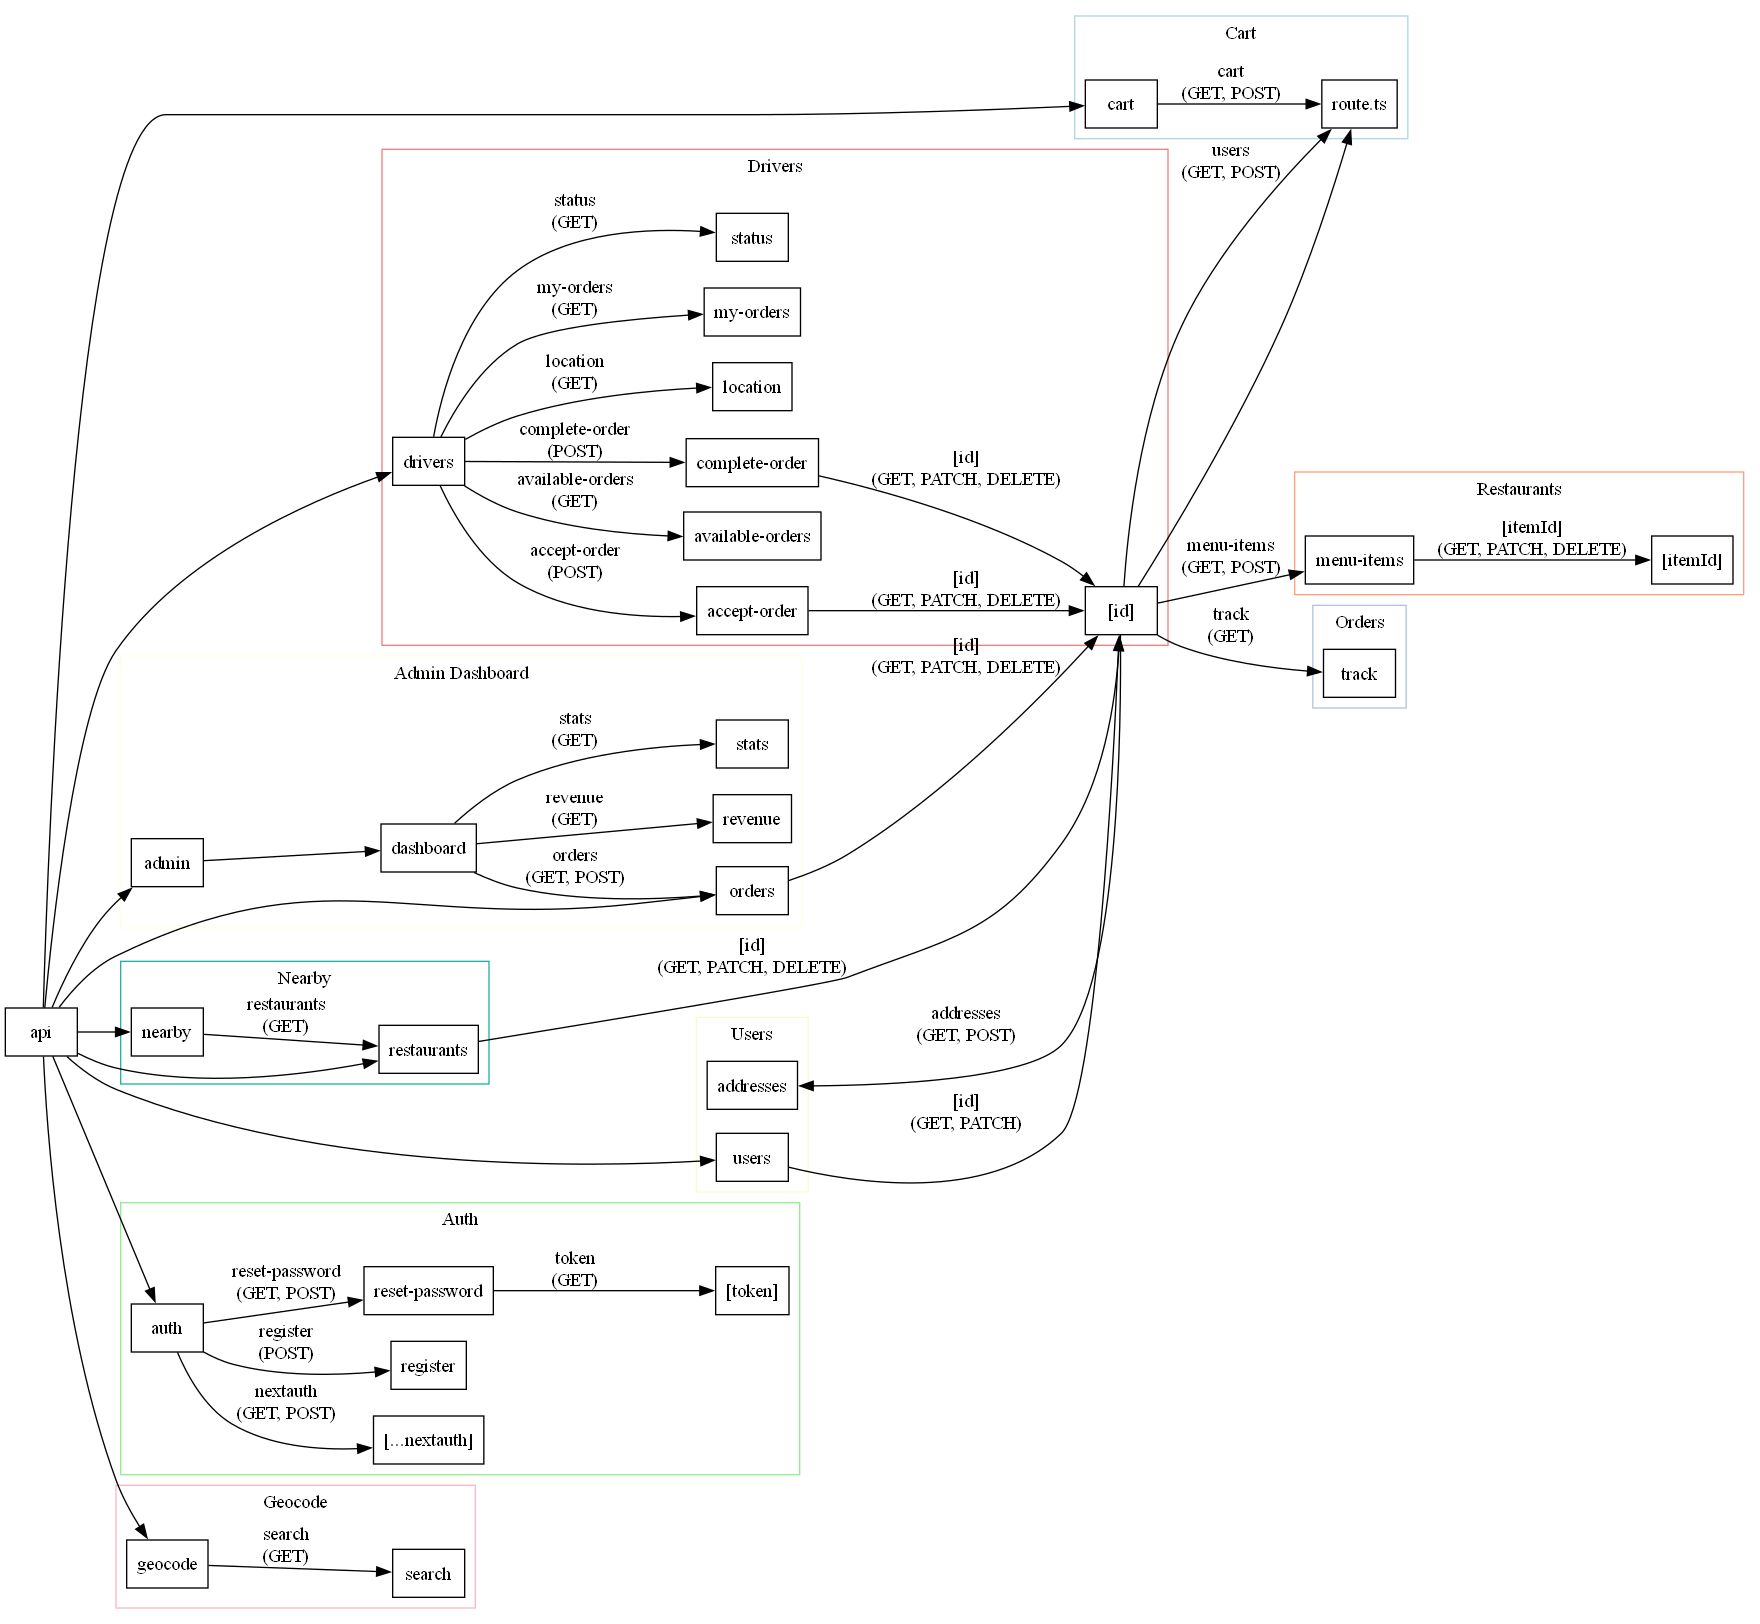 Cart
cart
(GET, POST)
cart
route.ts
users
(GET, POST)
Drivers
status
(GET)
status
my-orders
(GET)
my-orders
location
(GET)
location
complete-order
(POST)
drivers
complete-order
[id]
(GET, PATCH, DELETE)
available-orders
(GET)
available-orders
accept-order
(POST)
accept-order
[id]
(GET, PATCH, DELETE)
[id]
[id]
(GET, PATCH, DELETE)
menu-items
(GET, POST)
Restaurants
menu-items
[itemId]
(GET, PATCH, DELETE)
[itemId]
track
(GET)
Orders
track
Admin Dashboard
stats
(GET)
stats
revenue
(GET)
revenue
admin
dashboard
orders
(GET, POST)
orders
[id]
(GET, PATCH, DELETE)
Nearby
restaurants
(GET)
api
nearby
restaurants
Users
addresses
(GET, POST)
addresses
[id]
(GET, PATCH)
users
Auth
reset-password
(GET, POST)
reset-password
token
(GET)
[token]
auth
register
(POST)
register
nextauth
(GET, POST)
[...nextauth]
Geocode
search
(GET)
geocode
search